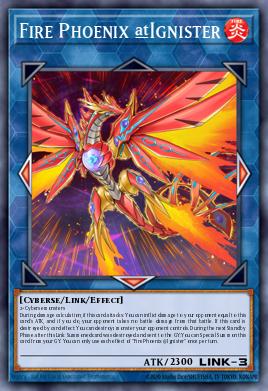 Fire Phoenix @Ignister
FIRE
炎
[CYBERSE/LINK/EFFECT]
2+ Cyberse monsters
During damage calculation, if this card attacks: You can inflict damage to your opponent equal to this
card's ATK, and if you do, your opponent takes no battle damage from that battle. If this card is
destroyed by card effect: You can destroy 1 monster your opponent controls. During the next Standby
Phase after this Link Summoned card was destroyed and sent to the GY: You can Special Summon this
card from your GY. You can only use each effect of "Fire Phoenix @Ignister" once per turn.
ATK/2300 LINK-3